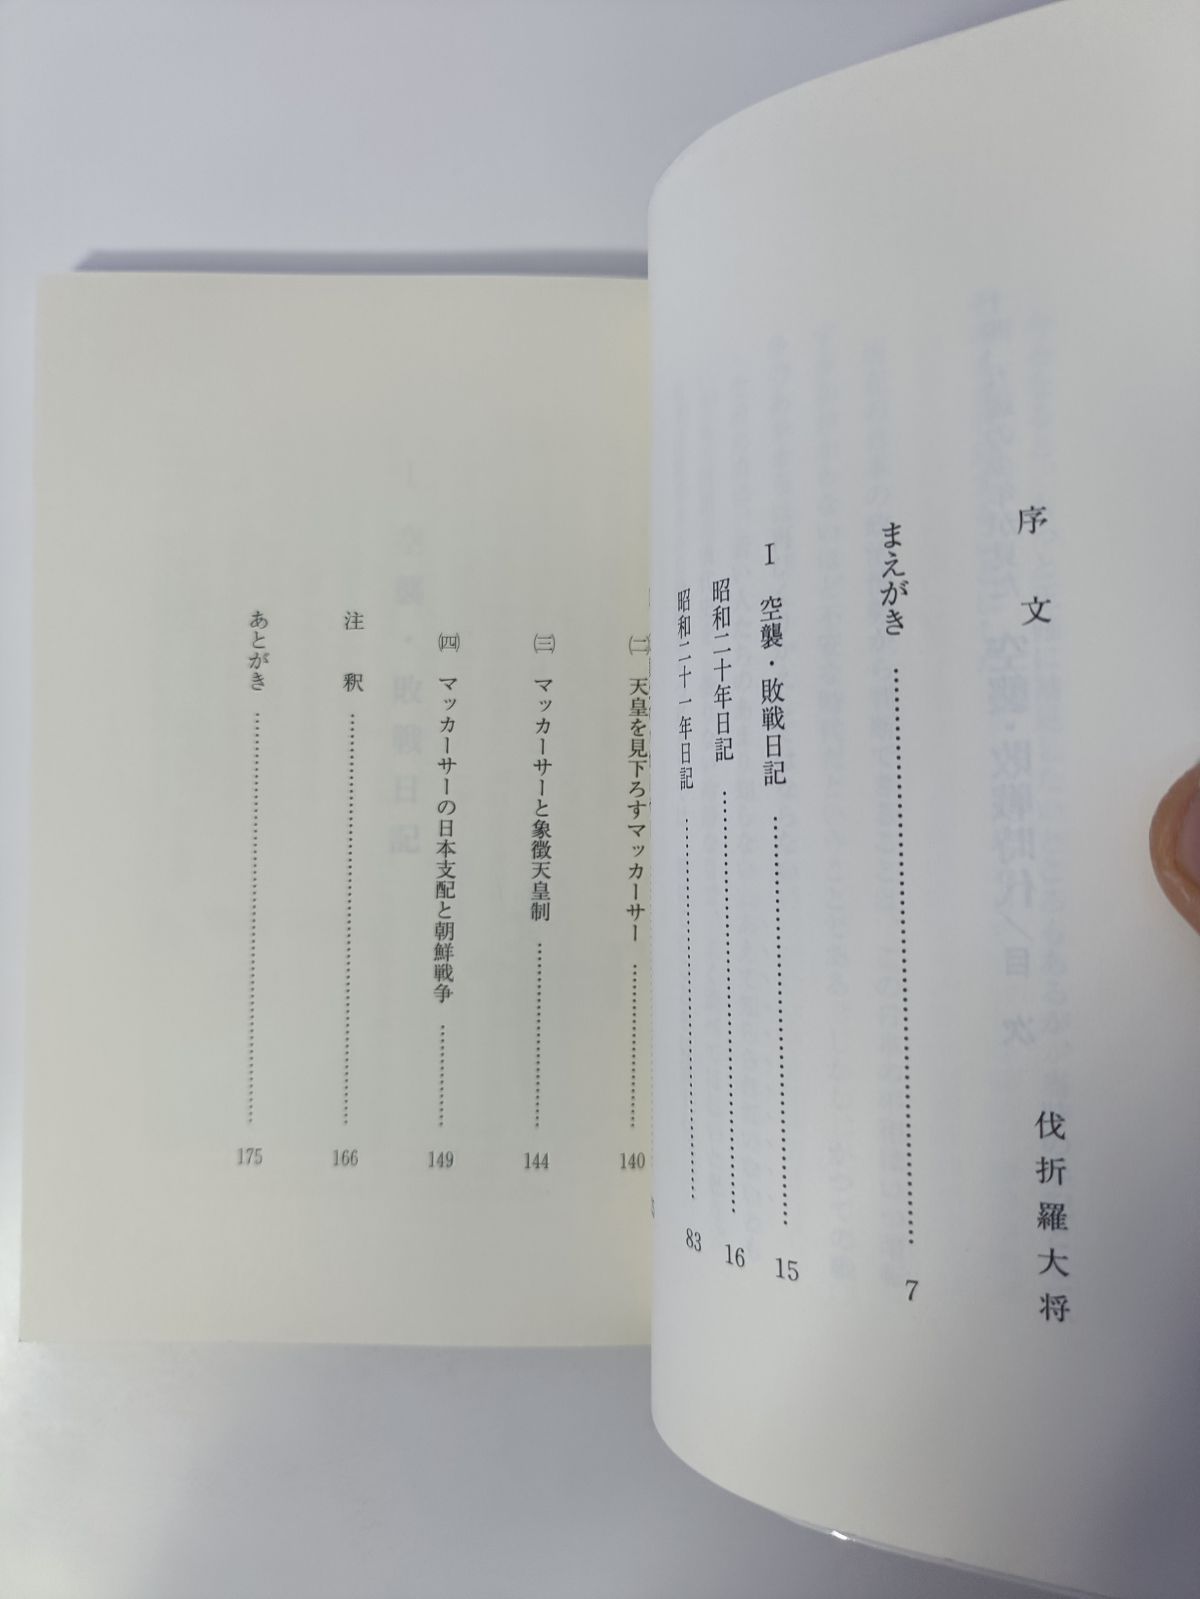 序文 伐折羅大将
まえがき……7
Ⅰ 空襲・敗戦日記……15
昭和二十年日記……16
昭和二十一年日記……83
㈡ 天皇を見下ろすマッカーサー……140
㈢ マッカーサーと象徴天皇制……144
㈣ マッカーサーの日本支配と朝鮮戦争……149
注釈……166
あとがき……175